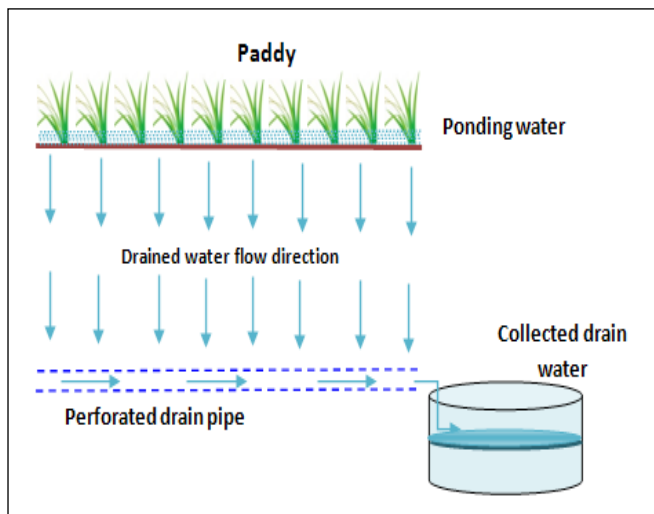 Paddy
Ponding water
Drained water flow direction
Collected drain
water
Perforated drain pipe